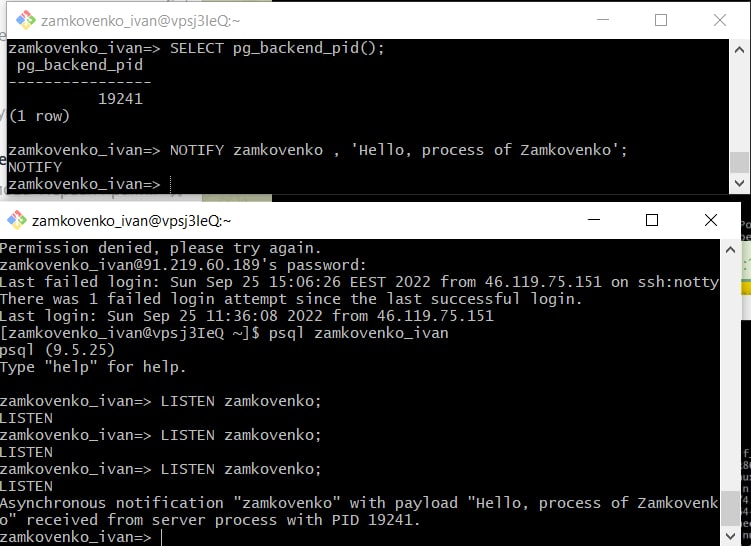 zamkovenko_ivan@vpsj3IeQ:~
zamkovenko_ivan=> SELECT pg_backend_pid();
pg_backend_pid
----------------
19241
(1 row)
zamkovenko_ivan=> NOTIFY zamkovenko , 'Hello, process of Zamkovenko';
NOTIFY
zamkovenko_ivan=>
zamkovenko_ivan@vpsj3IeQ:~
Permission denied, please try again.
zamkovenko_ivan@91.219.60.189's password:
Last failed login: Sun Sep 25 15:06:26 EEST 2022 from 46.119.75.151 on ssh:notty
There was 1 failed login attempt since the last successful login.
Last login: Sun Sep 25 11:36:08 2022 from 46.119.75.151
[zamkovenko_ivan@vpsj3IeQ ~]$ psql zamkovenko_ivan
psql (9.5.25)
Type "help" for help.
zamkovenko_ivan=> LISTEN zamkovenko;
LISTEN
zamkovenko_ivan=> LISTEN zamkovenko;
LISTEN
zamkovenko_ivan=> LISTEN zamkovenko;
LISTEN
Asynchronous notification "zamkovenko" with payload "Hello, process of Zamkovenk
o" received from server process with PID 19241.
zamkovenko_ivan=>